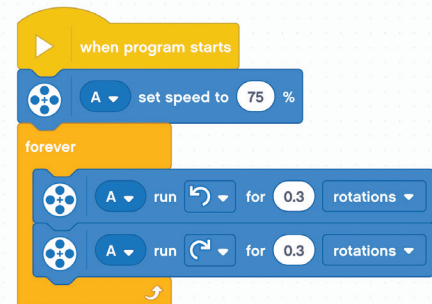 when program starts
A set speed to 75 %
forever
A run for 0.3 rotations
A run for 0.3 rotations